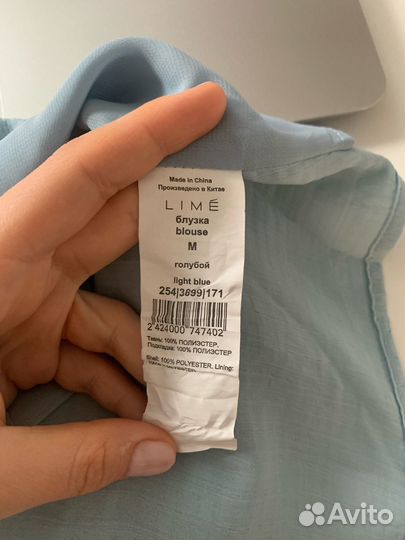 Made in China
Произведено в Китае
LIMÉ
блузка
blouse
M
голубой
light blue
254|3699|171
2 424000 747402
Ткань: 100% ПОЛИЭСТЕР,
Подкладка: 100% ПОЛИЭСТЕР
Shell: 100% POLYESTER, Lining:
Avito